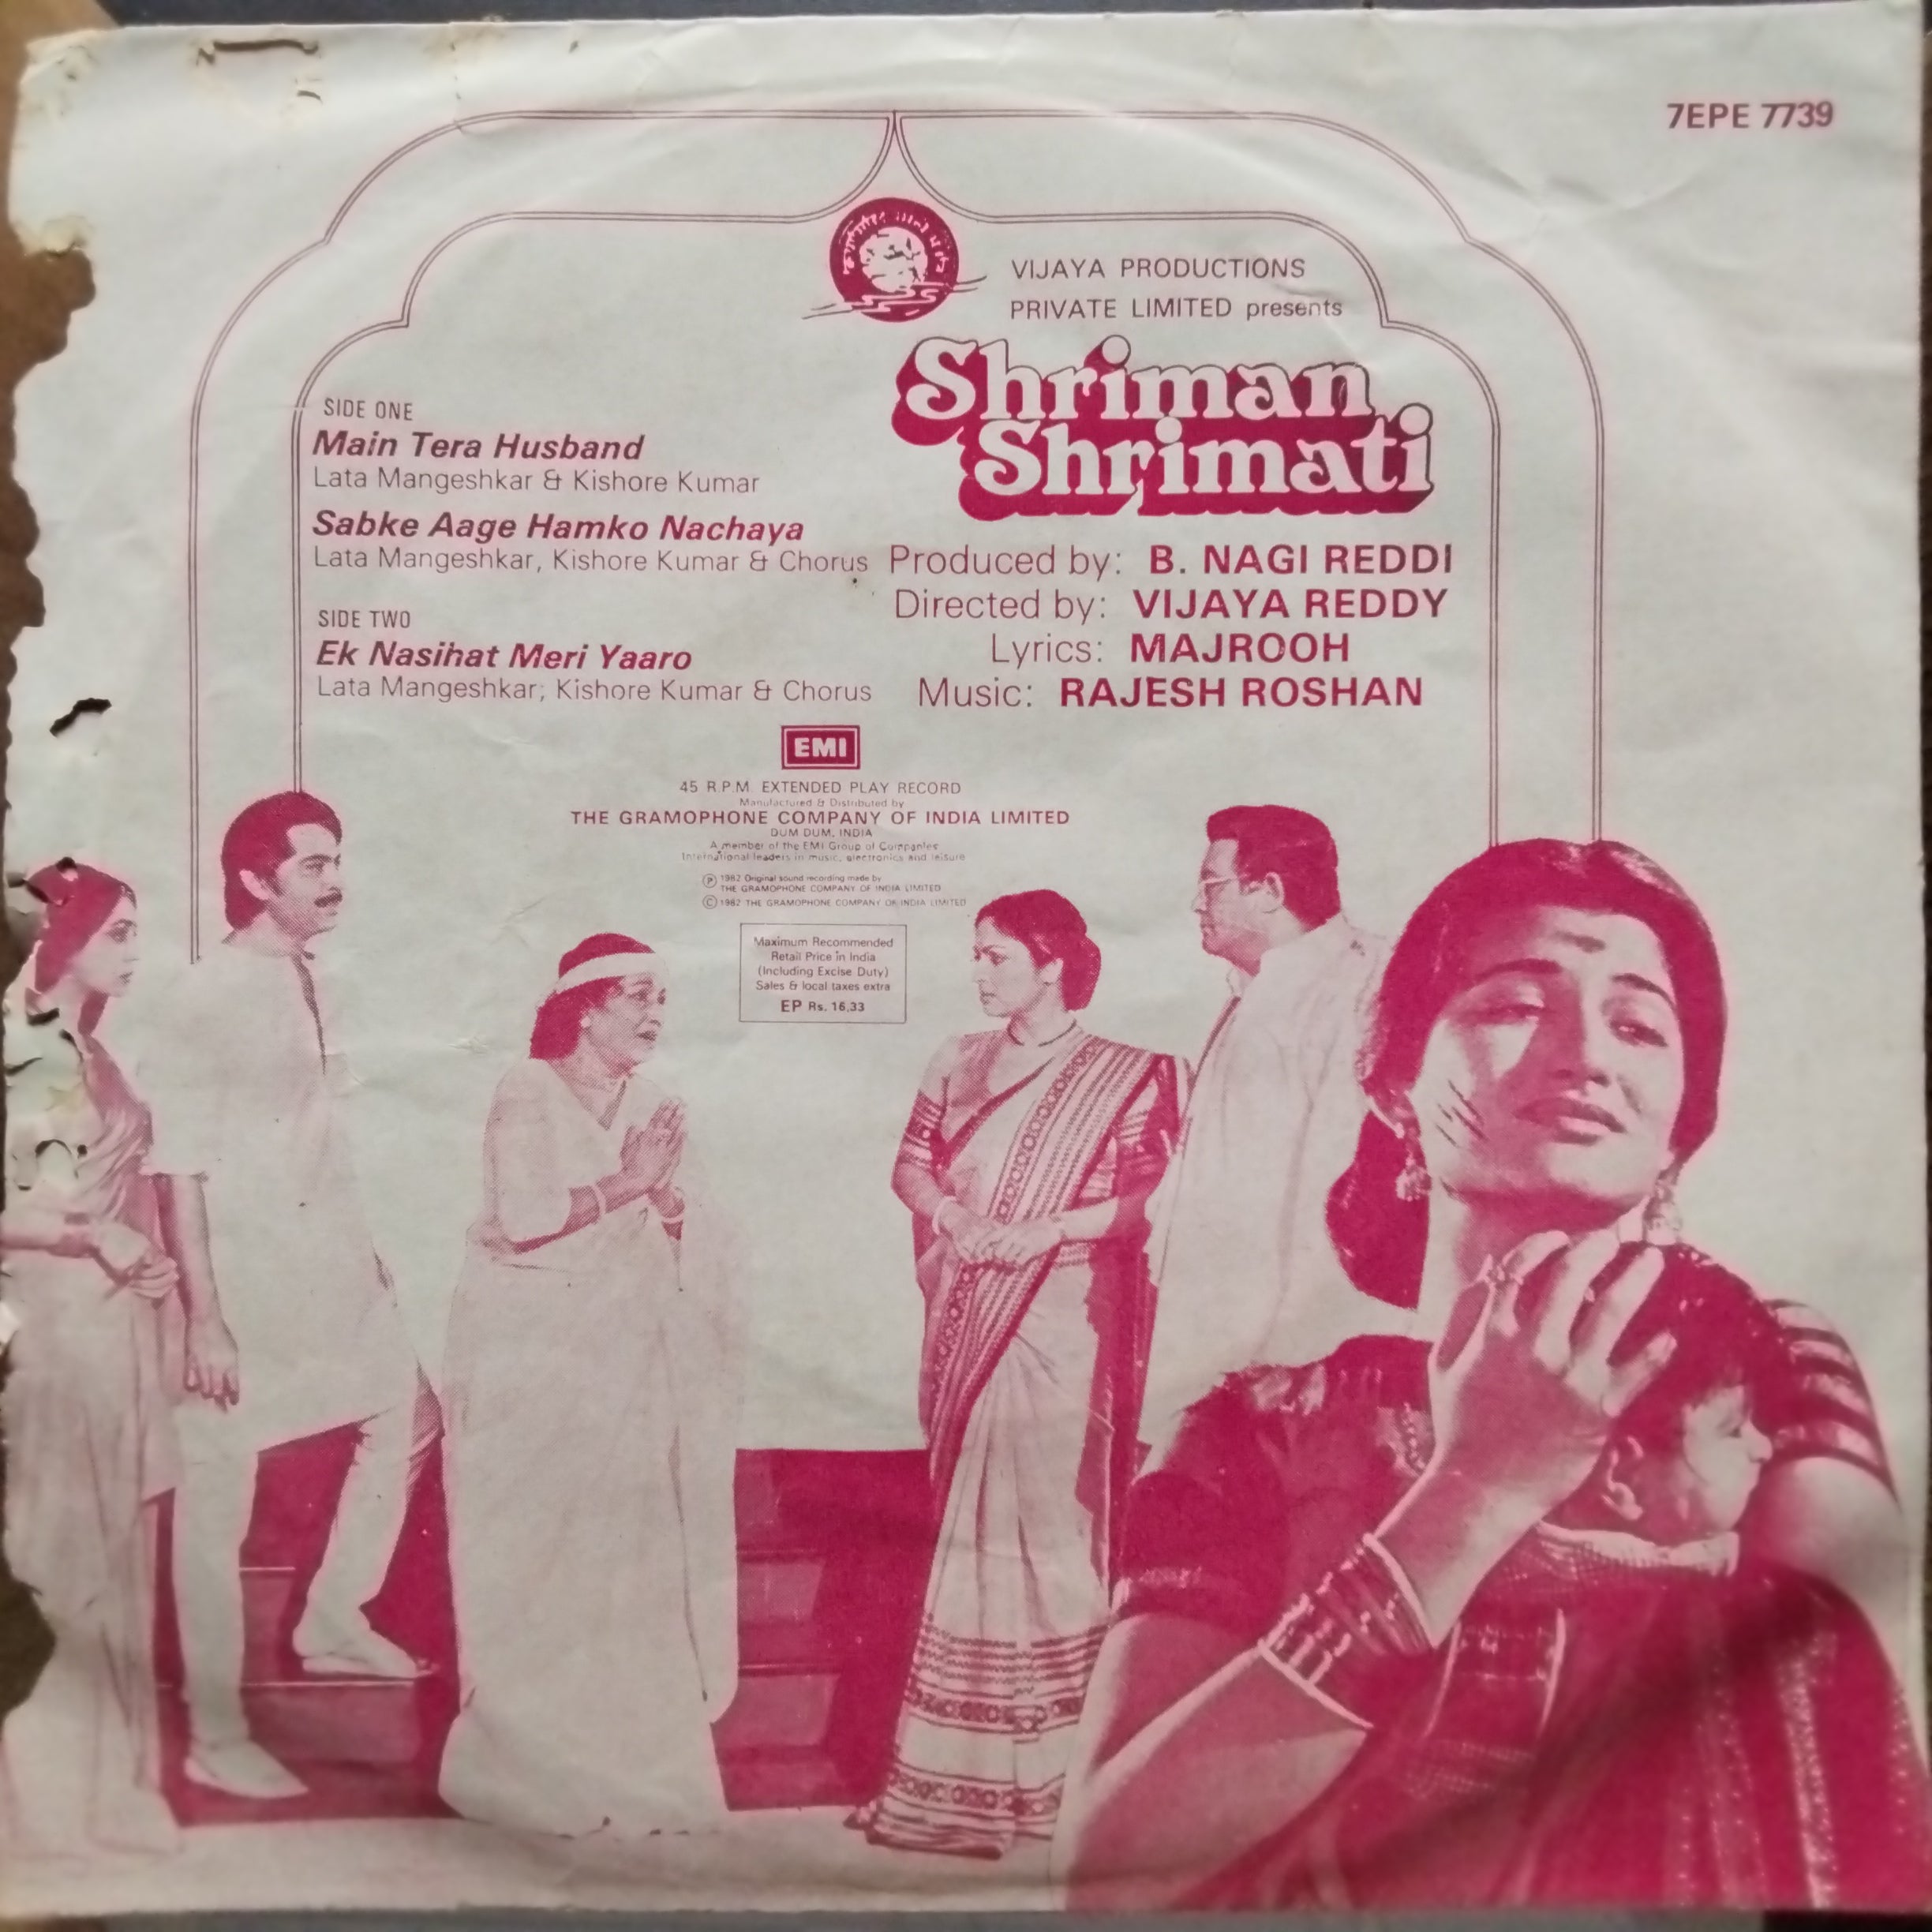 7EPE 7739
VIJAYA PRODUCTIONS
PRIVATE LIMITED presents
Shriman
Shrimati
SIDE ONE
Main Tera Husband
Lata Mangeshkar & Kishore Kumar
Sabke Aage Hamko Nachaya
Lata Mangeshkar, Kishore Kumar & Chorus
SIDE TWO
Ek Nasihat Meri Yaaro
Lata Mangeshkar; Kishore Kumar & Chorus
Produced by: B. NAGI REDDI
Directed by: VIJAYA REDDY
Lyrics: MAJROOH
Music: RAJESH ROSHAN
EMI
45 R.P.M. EXTENDED PLAY RECORD
Manufactured & Distributed by
THE GRAMOPHONE COMPANY OF INDIA LIMITED
DUM DUM, INDIA
A member of the EMI Group of Companies
International leaders in music, electronics and leisure
Ⓟ 1982 Original sound recording made by
THE GRAMOPHONE COMPANY OF INDIA LIMITED
© 1982 THE GRAMOPHONE COMPANY OF INDIA LIMITED
Maximum Recommended
Retail Price in India
(Including Excise Duty)
Sales & local taxes extra
EP Rs. 16.33